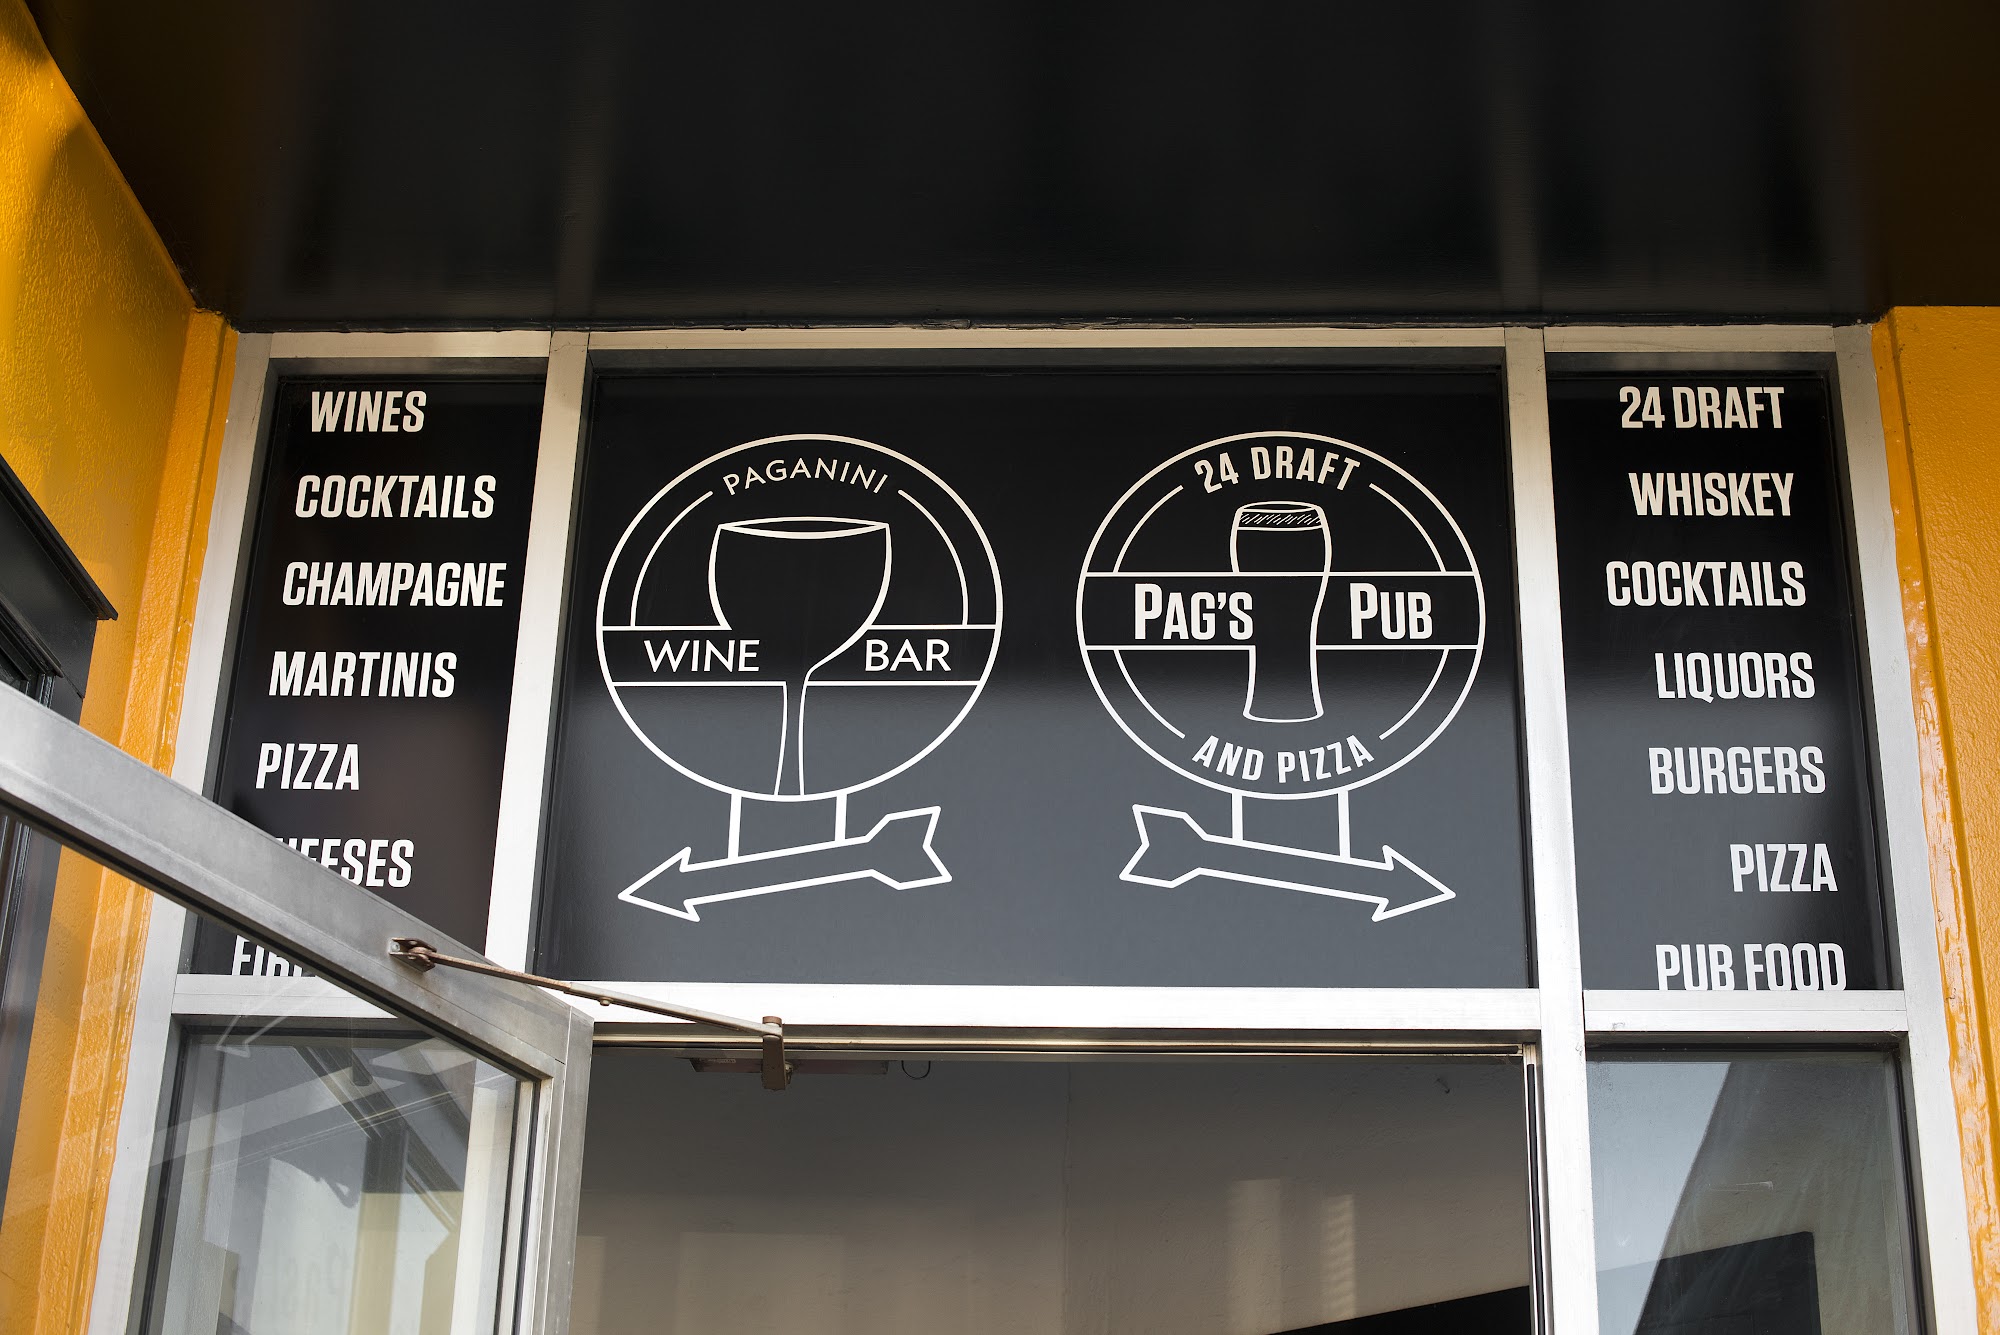 WINES
COCKTAILS
CHAMPAGNE
MARTINIS
PIZZA
PAGANINI
WINE BAR
24 DRAFT
PAG'S PUB
AND PIZZA
24 DRAFT
WHISKEY
COCKTAILS
LIQUORS
BURGERS
PIZZA
PUB FOOD